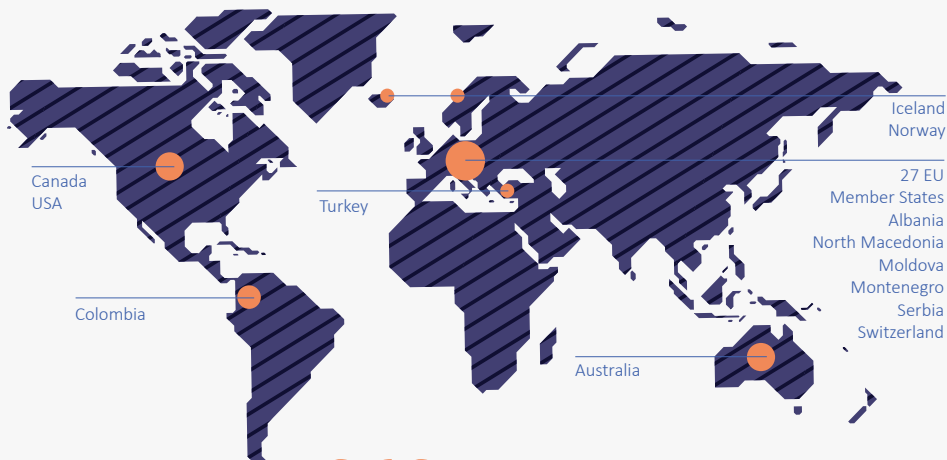 Iceland
Norway
Canada
USA
Turkey
27 EU
Member States
Albania
North Macedonia
Moldova
Montenegro
Serbia
Switzerland
Colombia
Australia